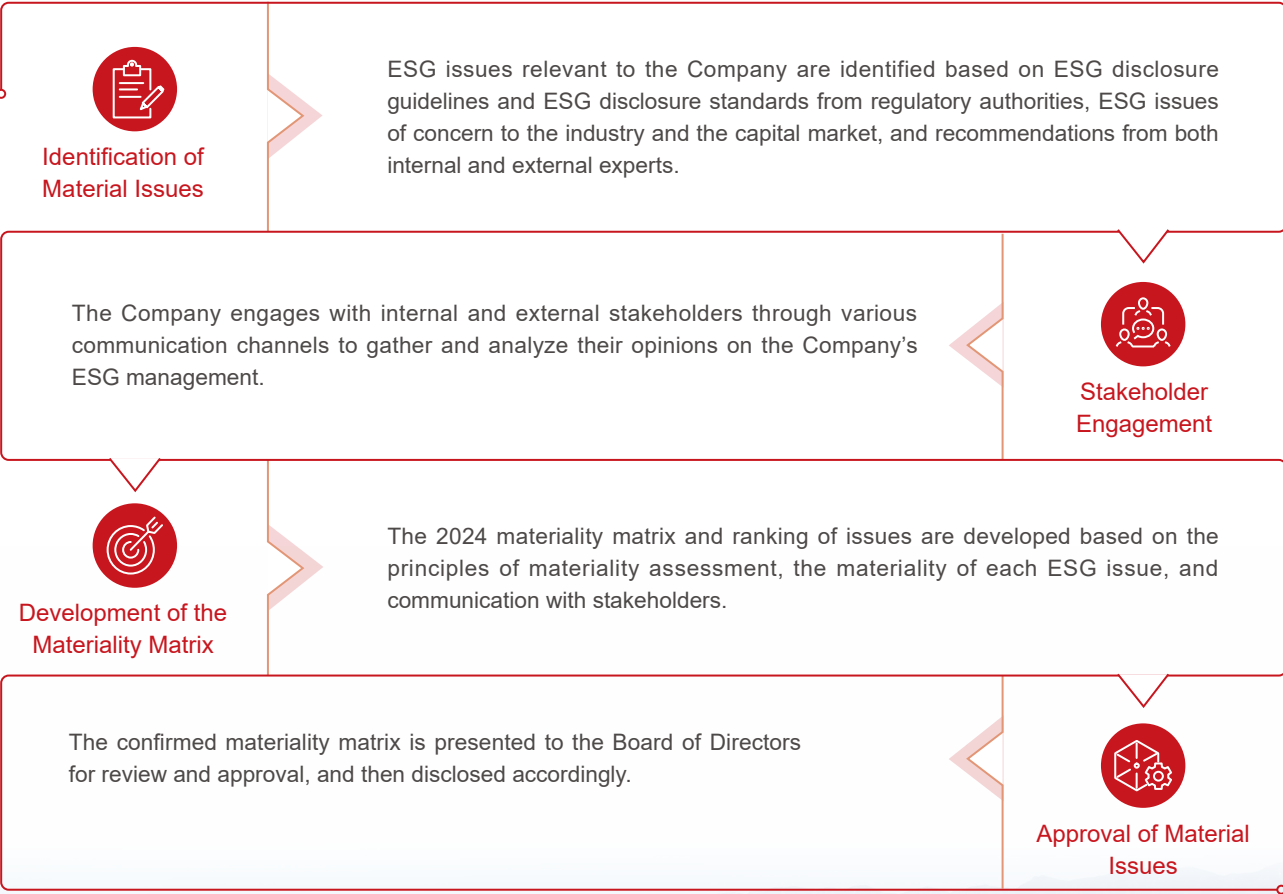 Identification of
Material Issues
ESG issues relevant to the Company are identified based on ESG disclosure
guidelines and ESG disclosure standards from regulatory authorities, ESG issues
of concern to the industry and the capital market, and recommendations from both
internal and external experts.
Stakeholder
Engagement
The Company engages with internal and external stakeholders through various
communication channels to gather and analyze their opinions on the Company’s
ESG management.
Development of the
Materiality Matrix
The 2024 materiality matrix and ranking of issues are developed based on the
principles of materiality assessment, the materiality of each ESG issue, and
communication with stakeholders.
Approval of Material
Issues
The confirmed materiality matrix is presented to the Board of Directors
for review and approval, and then disclosed accordingly.